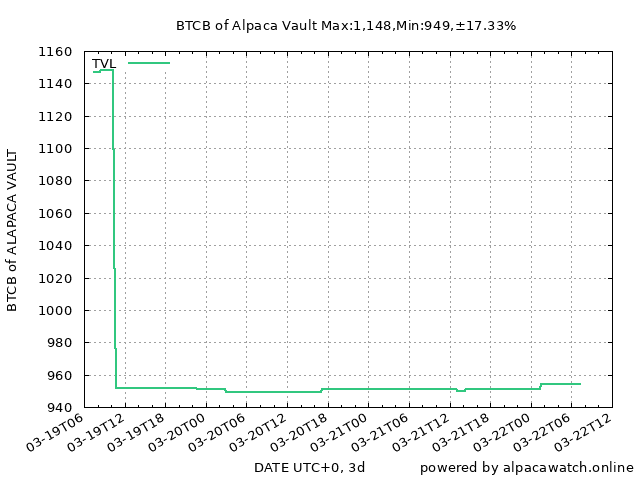 BTCB of Alpaca Vault Max:1,148,Min:949,±17.33%
TVL
1160
1140
1120
1100
1080
1060
1040
1020
1000
980
960
940
BTCB of ALAPACA VAULT
03-19T06
03-19T12
03-19T18
03-20T00
03-20T06
03-20T12
03-20T18
03-21T00
03-21T06
03-21T12
03-21T18
03-22T00
03-22T06
03-22T12
DATE UTC+0, 3d
powered by alpacawatch.online